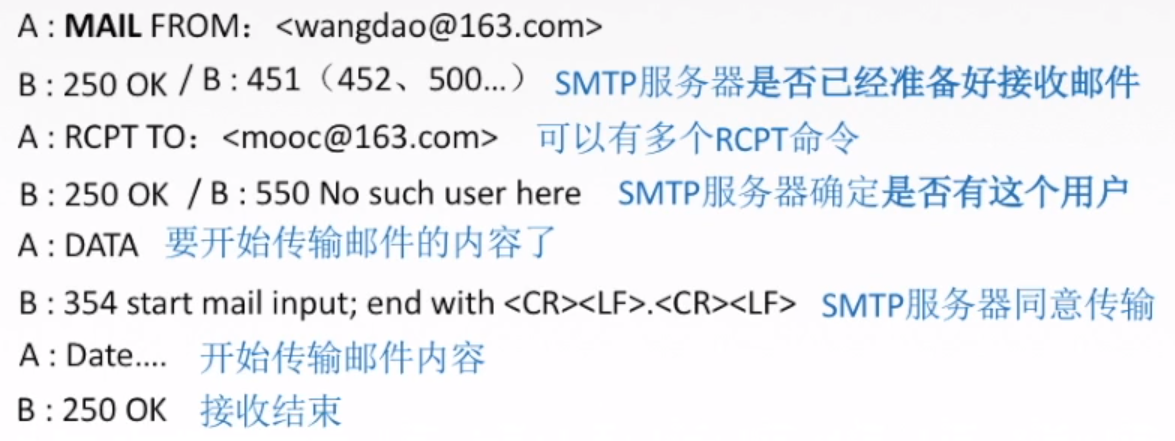 A : MAIL FROM：<wangdao@163.com>
B : 250 OK / B : 451（452、500...） SMTP服务器是否已经准备好接收邮件
A : RCPT TO：<mooc@163.com> 可以有多个RCPT命令
B : 250 OK / B : 550 No such user here SMTP服务器确定是否有这个用户
A : DATA 要开始传输邮件的内容了
B : 354 start mail input; end with <CR><LF>.<CR><LF> SMTP服务器同意传输
A : Date.... 开始传输邮件内容
B : 250 OK 接收结束